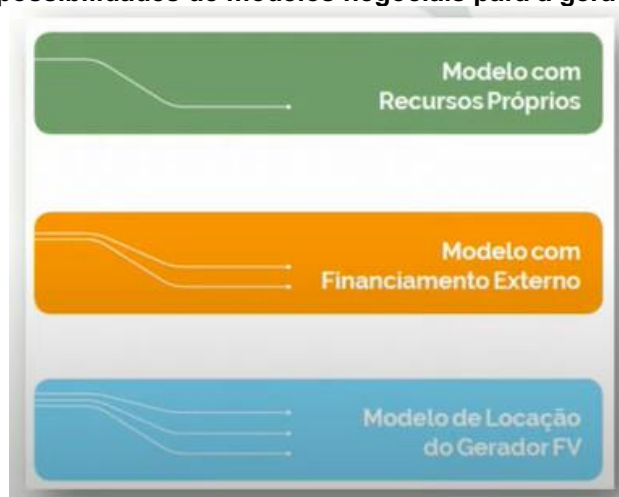 possibilidades de modelos negociais para a
Modelo com
Recursos Próprios
Modelo com
Financiamento Externo
Modelo de Locação
do Gerador FV